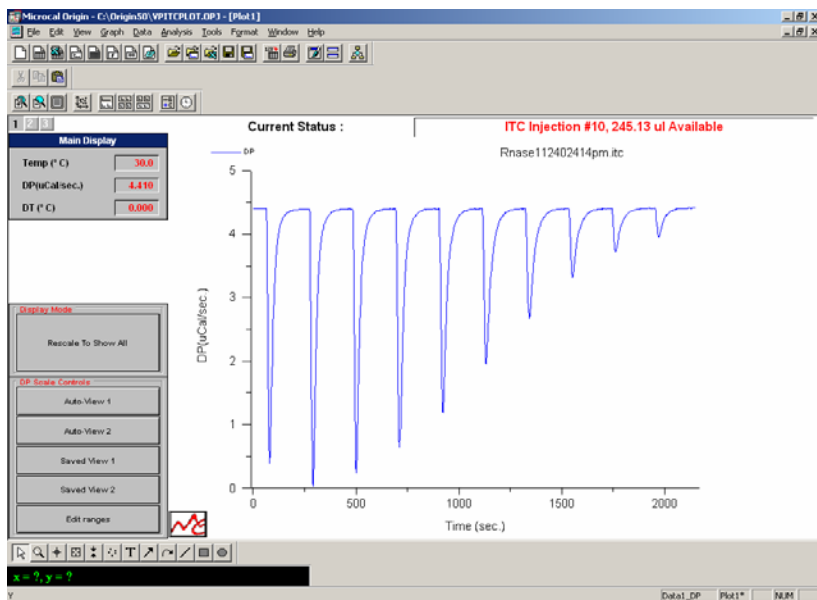 Microcal Origin - C:\Origin50\VPITCPLOT.OPJ - [Plot1]
File Edit View Graph Data Analysis Tools Format Window Help
1 2 3
Current Status :
ITC Injection #10, 245.13 ul Available
Main Display
Temp (° C) 30.0
DP(uCal/sec.) 4.410
DT (° C) 0.000
DP
Rnase112402414pm.itc
5
4
3
2
1
0
DP(uCal/sec.)
0 500 1000 1500 2000
Time (sec.)
Display Mode
Rescale To Show All
DP Scale Controls
Auto-View 1
Auto-View 2
Saved View 1
Saved View 2
Edit ranges
T
x = ?, y = ?
Y
Data1_DP Plot1* NUM